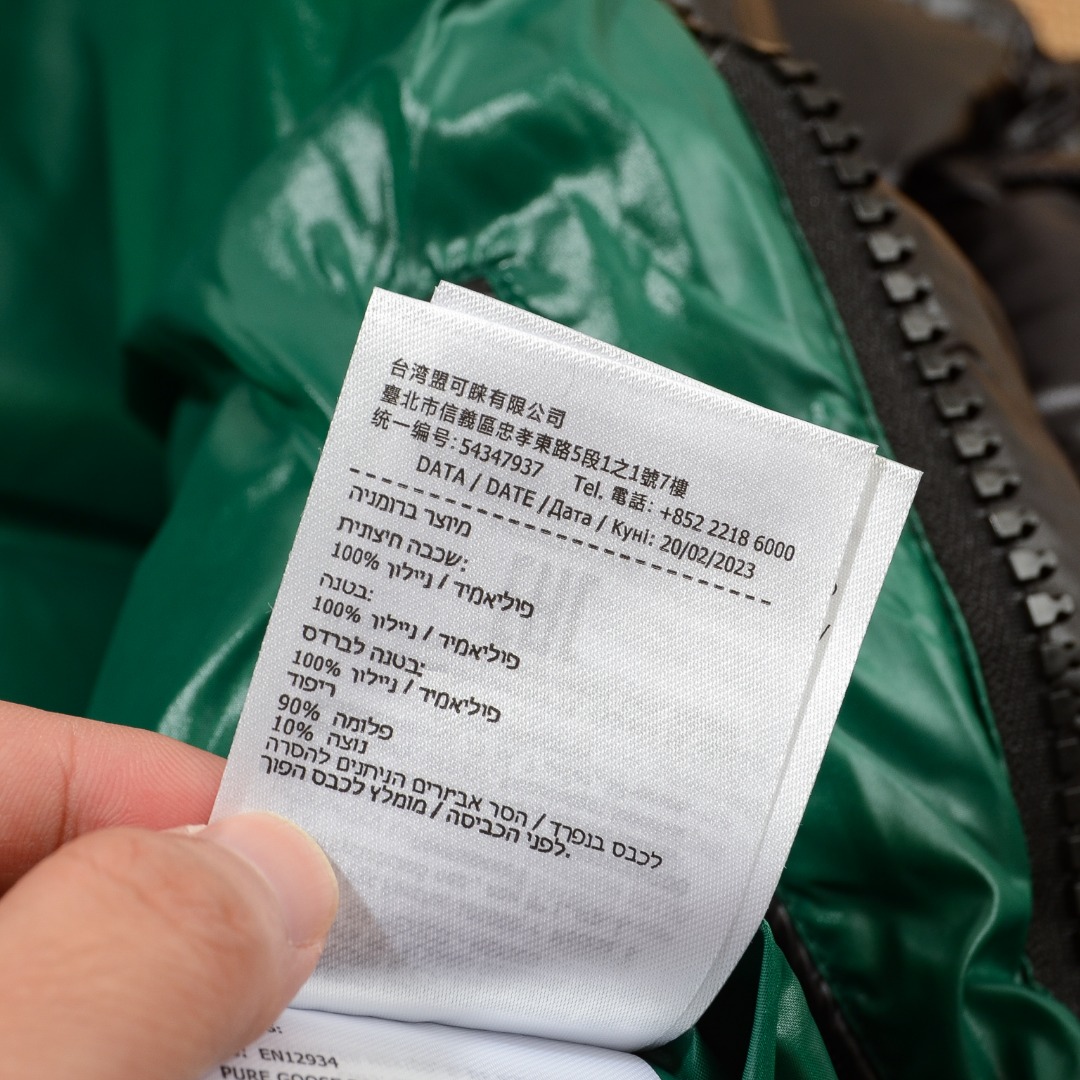 台湾盟可睞有限公司
臺北市信義區忠孝東路5段1之1號7樓
统一编号: 54347937 Tel. 電話: +852 2218 6000
DATA / DATE /Дата / Күні: 20/02/2023
מיוצר ברומניה
שכבה חיצתית:
100% פוליאמיד / ניילון
בטנה:
100% פוליאמיד / ניילון
בטנה לברדס:
100% פוליאמיד / ניילון
ריפוד
90% פלומה
10% נוצה
לכבס בנפרד / הסר אביזרים הניתנים להסרה
לפני הכביסה / מומלץ לכבס הפוך.
EN12934
PURE GOOSE